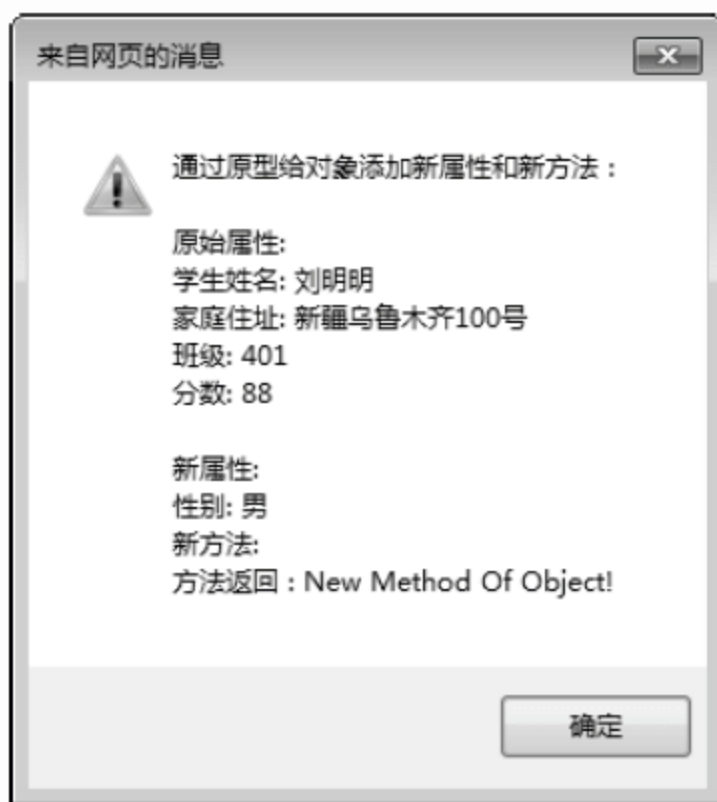 来自网页的消息
通过原型给对象添加新属性和新方法：
原始属性:
学生姓名: 刘明明
家庭住址: 新疆乌鲁木齐100号
班级: 401
分数: 88
新属性:
性别: 男
新方法:
方法返回：New Method Of Object!
确定